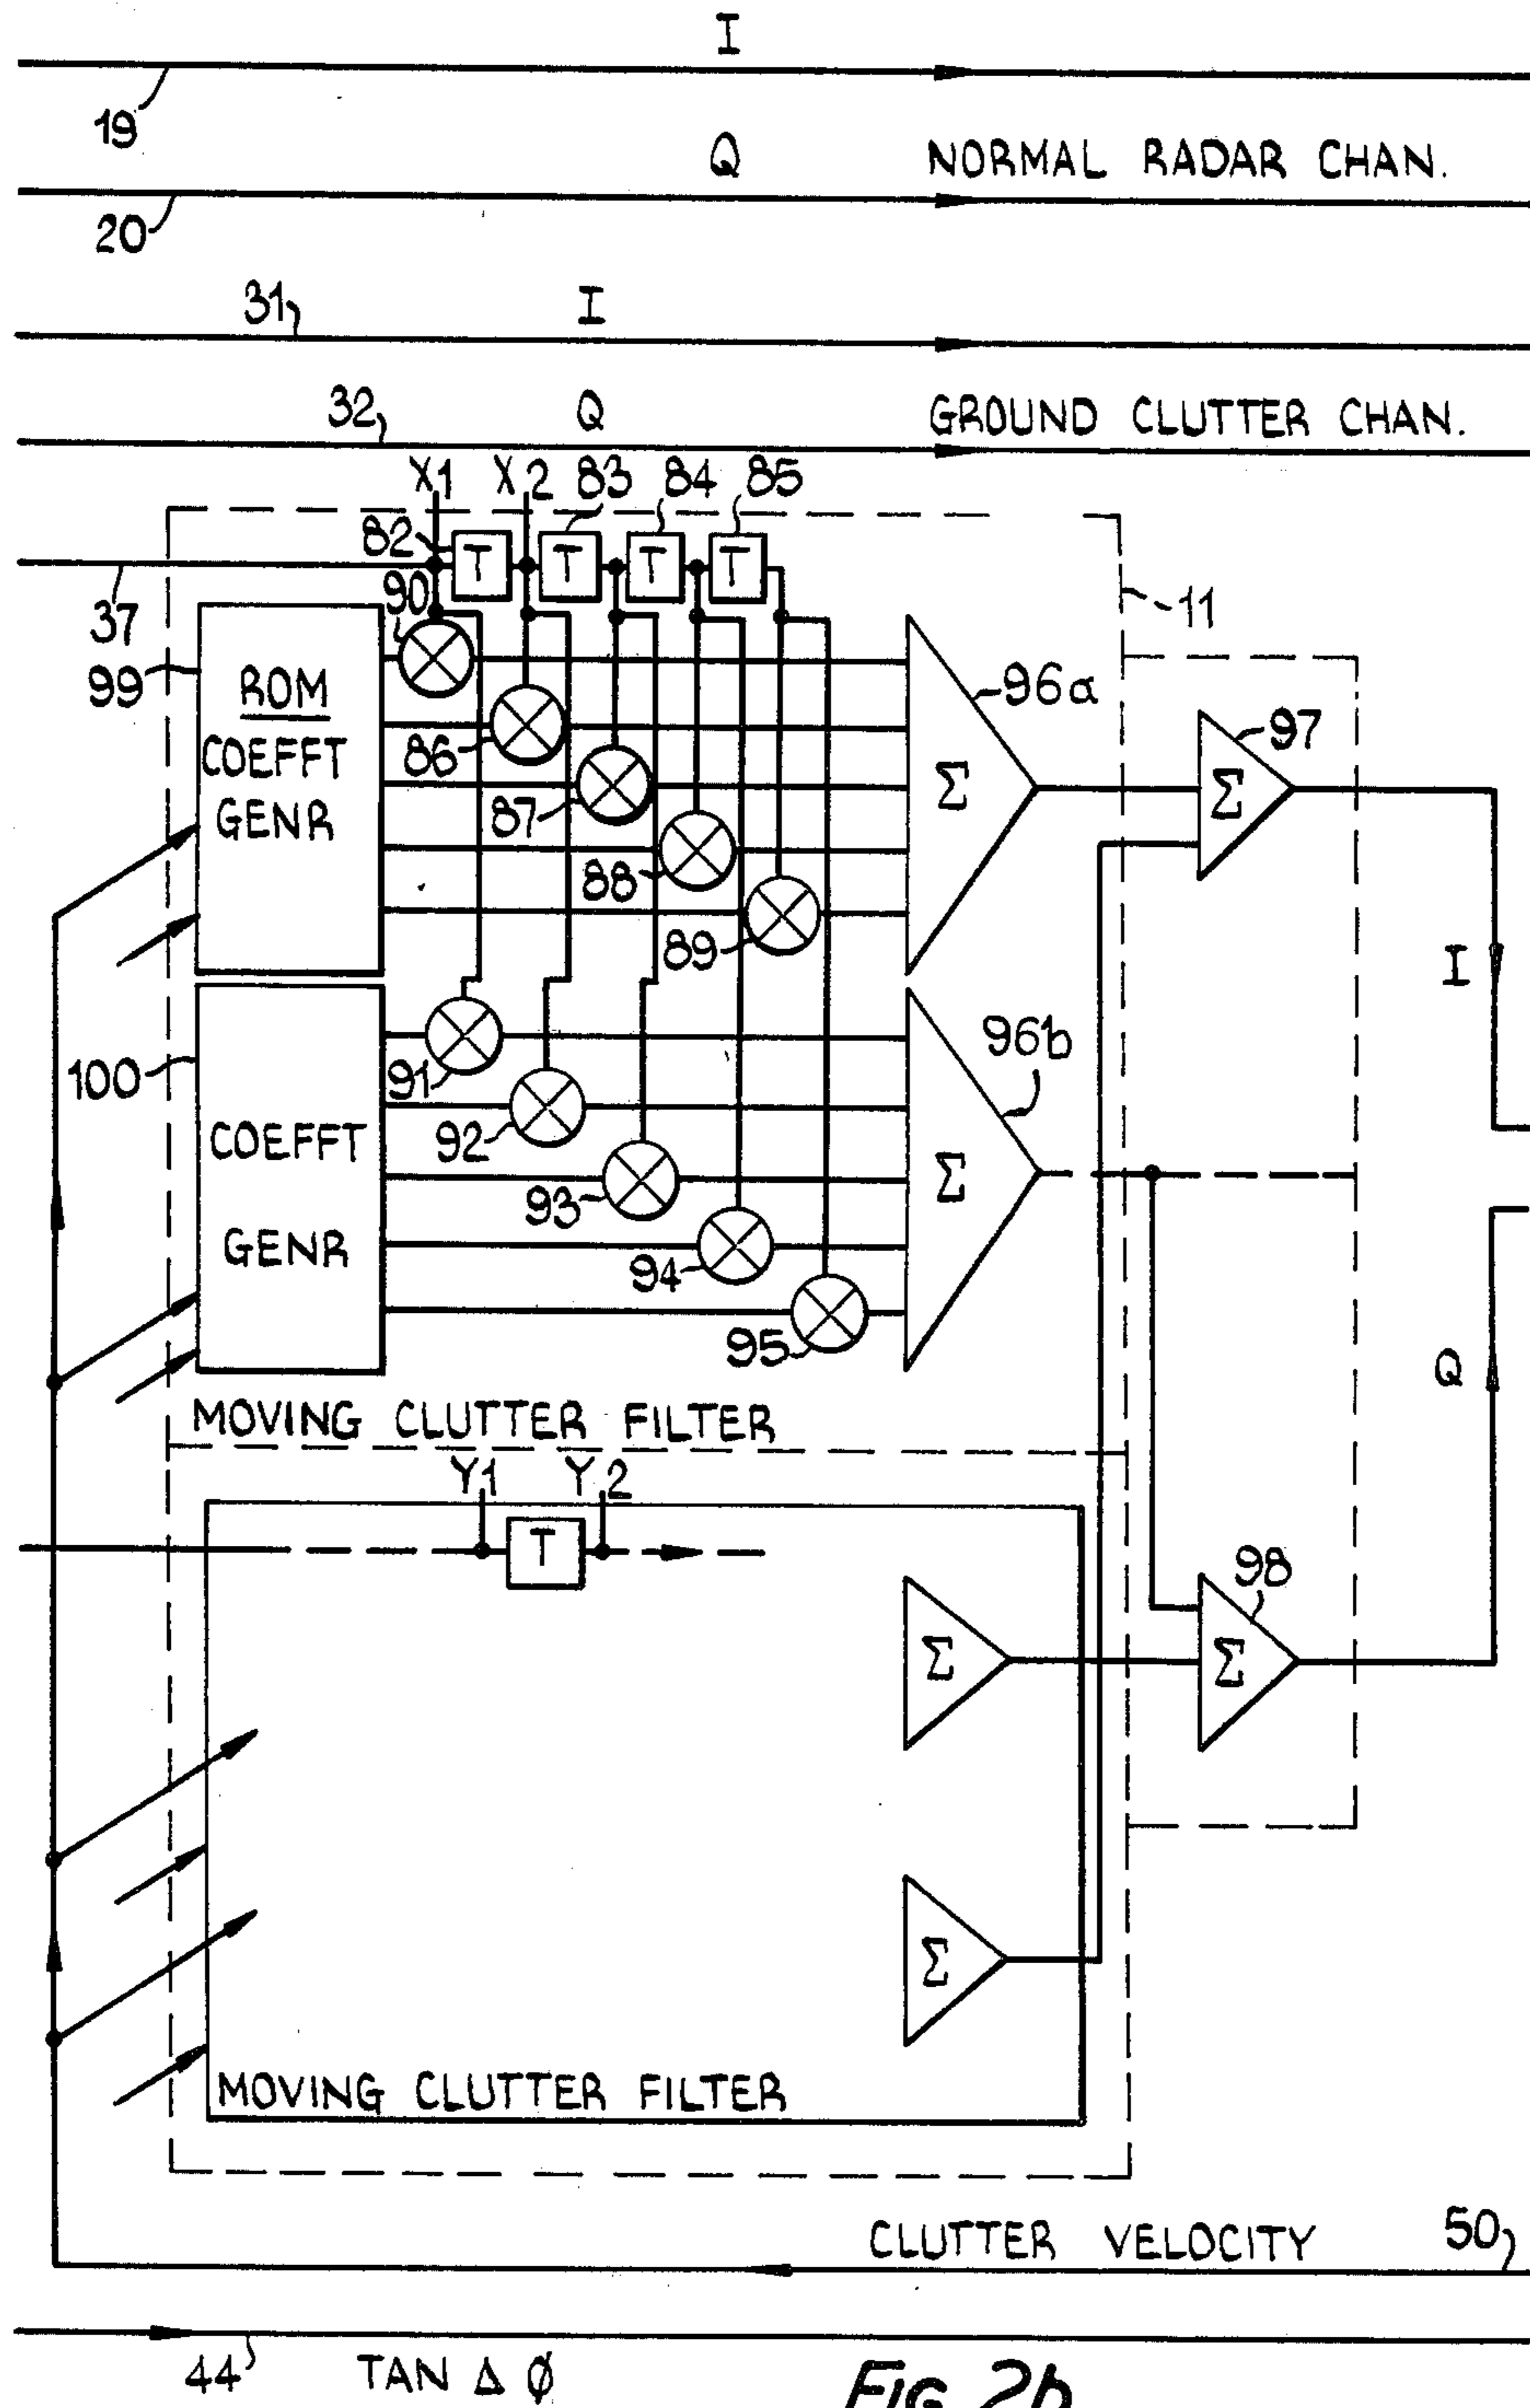 I
19
Q NORMAL RADAR CHAN.
20
31 I
32 Q GROUND CLUTTER CHAN.
X1 X2 83 84 85
82 T T T T
37 90 11
99 ROM COEFFT GENR
96a
97
86
Σ Σ
87
88
89
I
96b
100
91
COEFFT GENR
92
Σ
93
94
95
Q
MOVING CLUTTER FILTER
Y1 Y2
T
98
Σ Σ
Σ
MOVING CLUTTER FILTER
CLUTTER VELOCITY 50
44 TAN Δ Ø
FIG. 2b